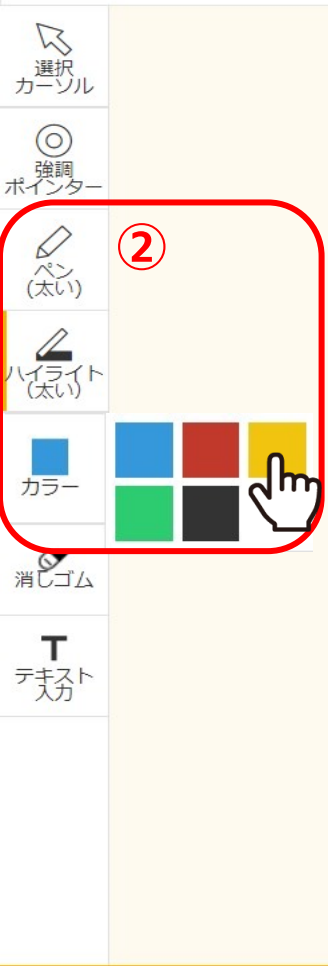 選択
カーソル
強調
ポインター
②
ペン
(太い)
ハイライト
(太い)
カラー
消しゴム
T
テキスト
入力